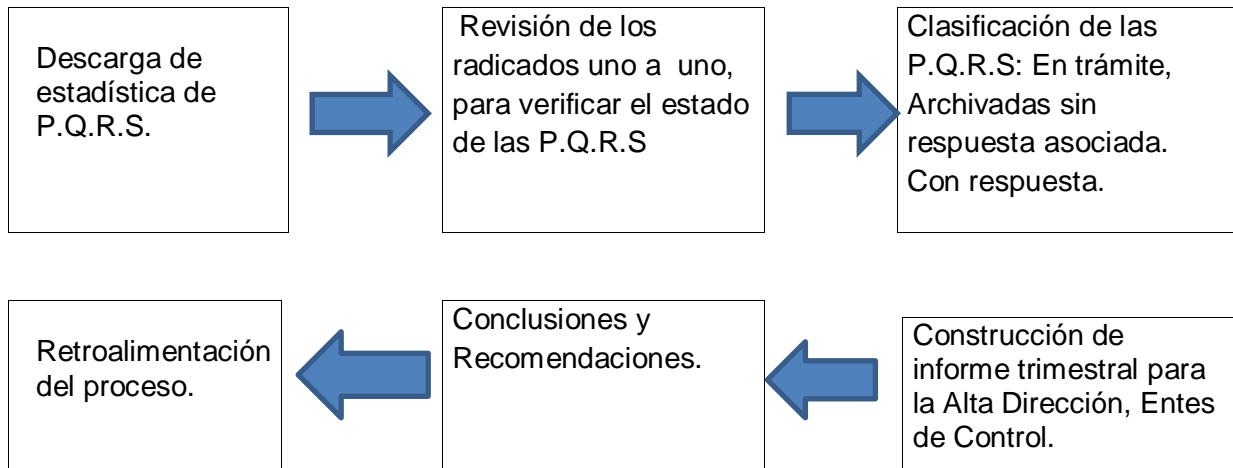 Descarga de
estadística de
P.Q.R.S.
Revisión de los
radicados uno a uno,
para verificar el estado
de las P.Q.R.S
Clasificación de las
P.Q.R.S: En trámite,
Archivadas sin
respuesta asociada.
Con respuesta.
Retroalimentación
del proceso.
Conclusiones y
Recomendaciones.
Construcción de
informe trimestral para
la Alta Dirección, Entes
de Control.